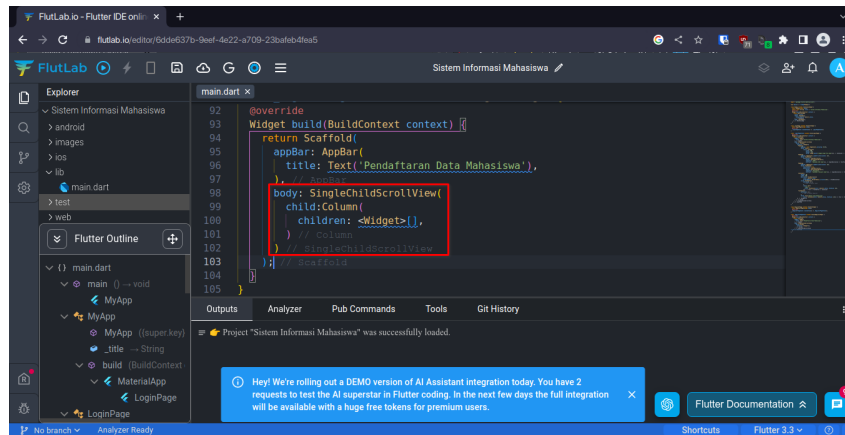 FlutLab.io - Flutter IDE onlin
flutlab.io/editor/6dde637b-9eef-4e22-a709-23bafeb4fea5
FlutLab
Sistem Informasi Mahasiswa
A
Explorer
main.dart ×
Sistem Informasi Mahasiswa
android
images
ios
lib
main.dart
test
web
92 @override
93 Widget build(BuildContext context) {
94 return Scaffold(
95 appBar: AppBar(
96 title: Text('Pendaftaran Data Mahasiswa'),
97 ), // AppBar
98 body: SingleChildScrollView(
99 child:Column(
100 children: <Widget>[],
101 ) // Column
102 ) // SingleChildScrollView
103 ); // Scaffold
104 }
105 }
Flutter Outline
{} main.dart
main () → void
MyApp
MyApp
MyApp ({super.key}
_title → String
build (BuildContext
MaterialApp
LoginPage
LoginPage
Outputs Analyzer Pub Commands Tools Git History
Project "Sistem Informasi Mahasiswa" was successfully loaded.
Hey! We're rolling out a DEMO version of AI Assistant integration today. You have 2
requests to test the AI superstar in Flutter coding. In the next few days the full integration
will be available with a huge free tokens for premium users.
Flutter Documentation
No branch Analyzer Ready Shortcuts Flutter 3.3